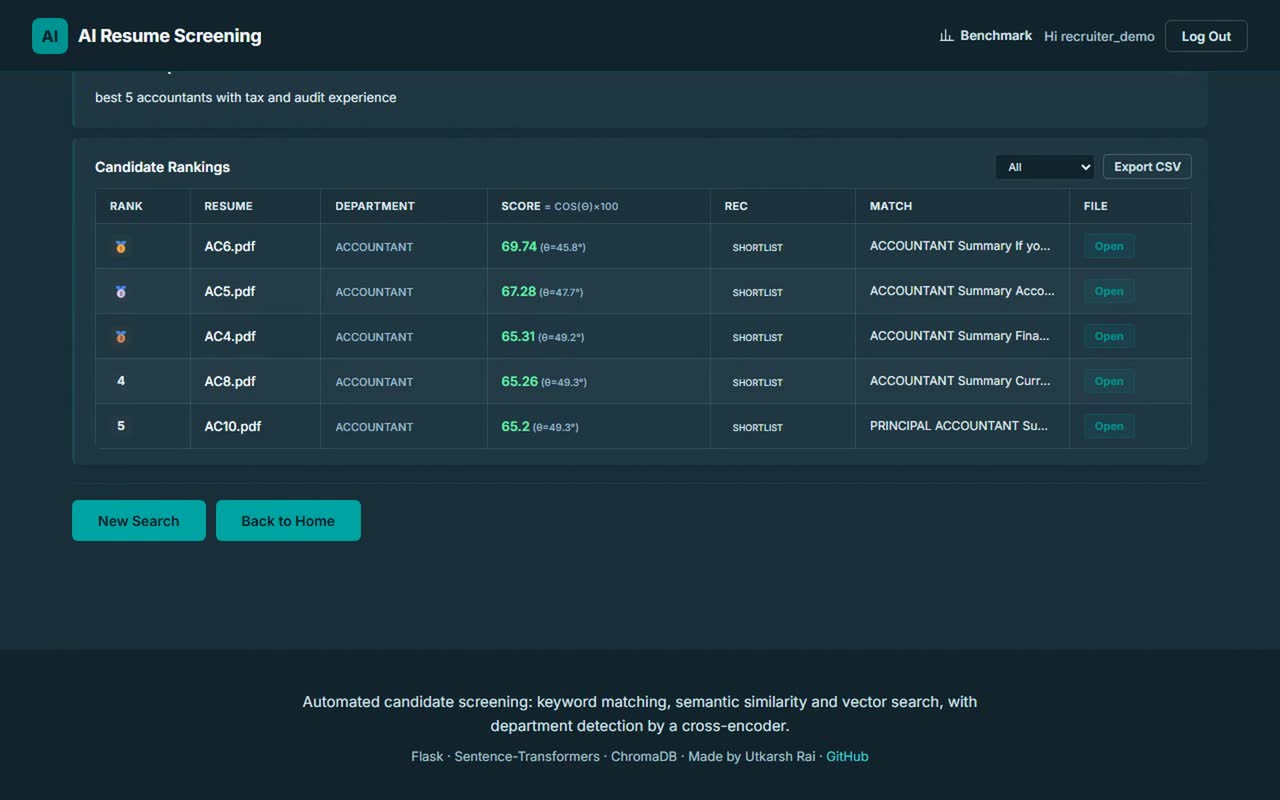 AI AI Resume Screening Benchmark Hi recruiter_demo Log Out
best 5 accountants with tax and audit experience
Candidate Rankings All Export CSV
RANK RESUME DEPARTMENT SCORE = COS(Θ)×100 REC MATCH FILE
AC6.pdf ACCOUNTANT 69.74 (θ=45.8°) SHORTLIST ACCOUNTANT Summary If yo... Open
AC5.pdf ACCOUNTANT 67.28 (θ=47.7°) SHORTLIST ACCOUNTANT Summary Acco... Open
AC4.pdf ACCOUNTANT 65.31 (θ=49.2°) SHORTLIST ACCOUNTANT Summary Fina... Open
4 AC8.pdf ACCOUNTANT 65.26 (θ=49.3°) SHORTLIST ACCOUNTANT Summary Curr... Open
5 AC10.pdf ACCOUNTANT 65.2 (θ=49.3°) SHORTLIST PRINCIPAL ACCOUNTANT Su... Open
New Search Back to Home
Automated candidate screening: keyword matching, semantic similarity and vector search, with
department detection by a cross-encoder.
Flask · Sentence-Transformers · ChromaDB · Made by Utkarsh Rai · GitHub